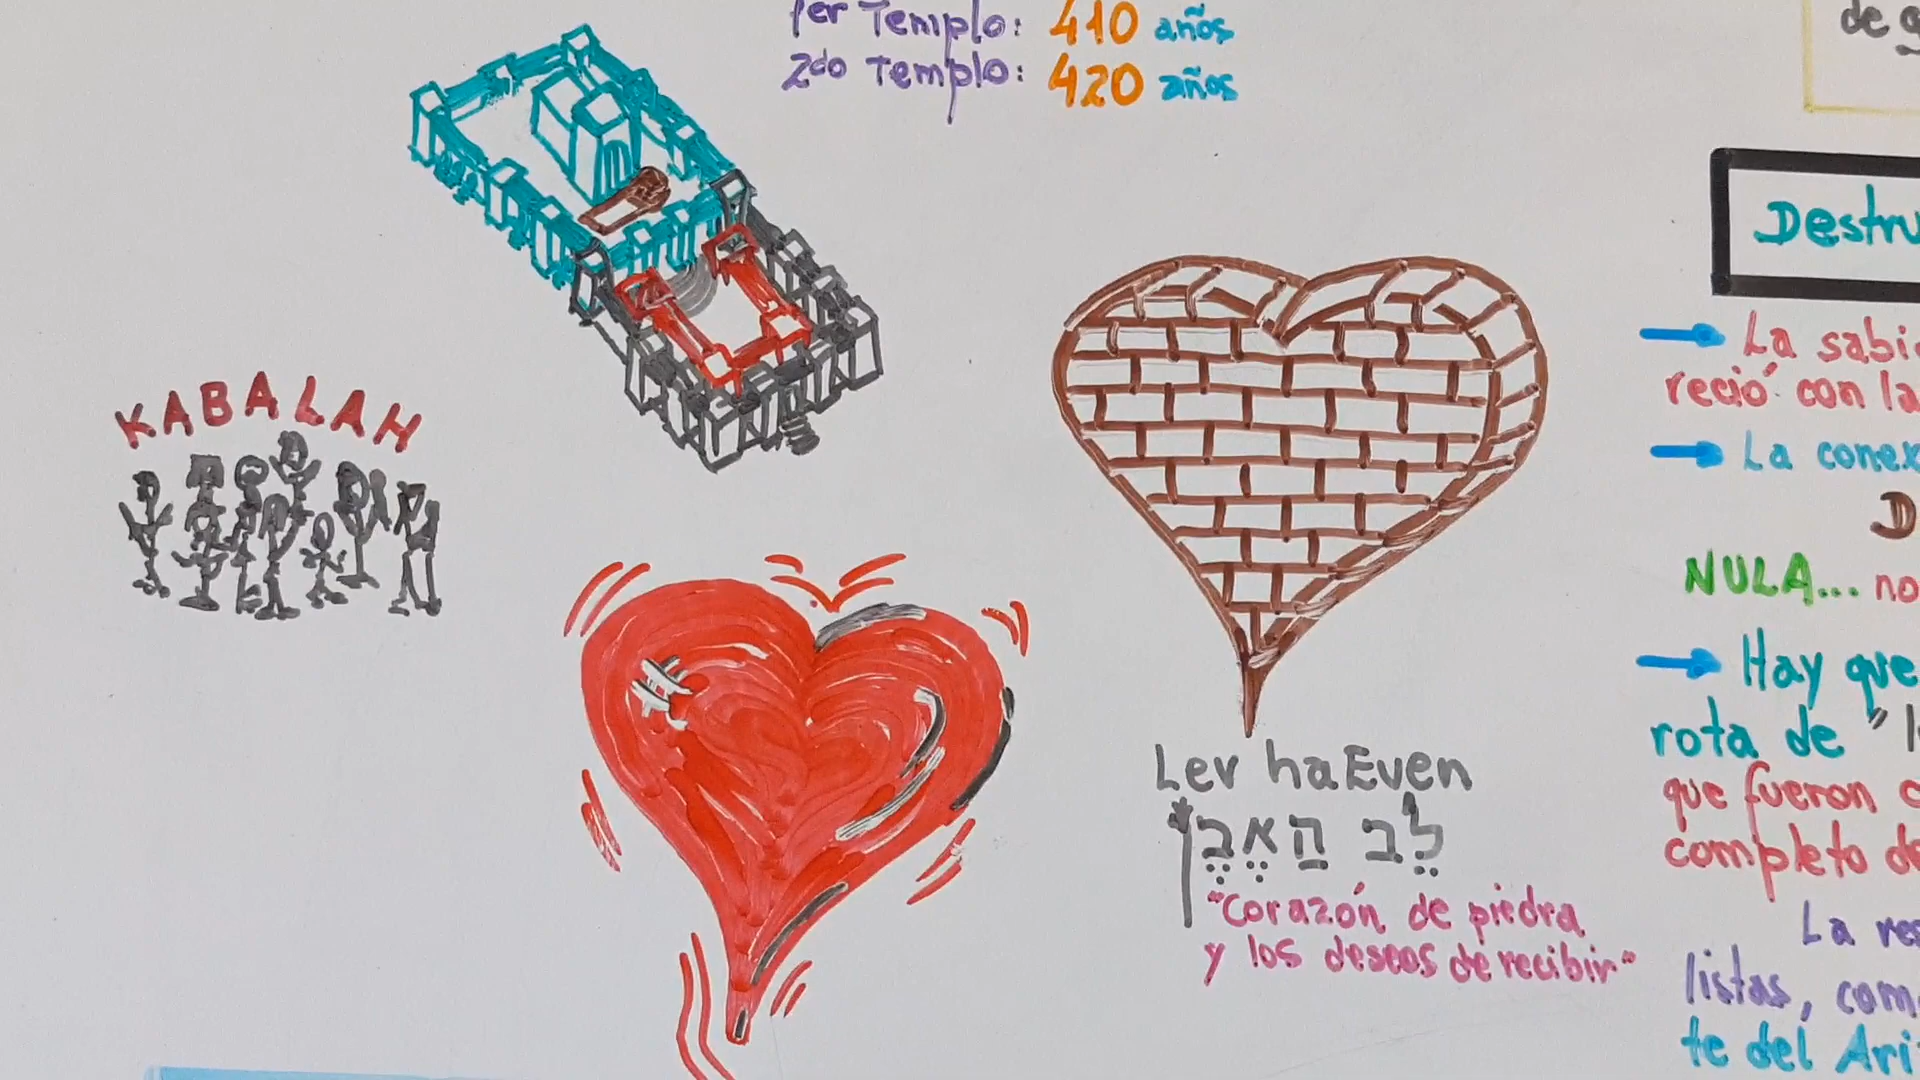 1er Templo: 410 años
2do Templo: 420 años
de g
Destru
KABALAH
La sabi
reció con la
La conex
D
NULA... no
Hay que
rota de "l
que fueron c
completo de
La res
listas, com
te del Ari
Lev haEven
לֵב הַאֶבֶן
"Corazón de piedra
y los deseos de recibir"